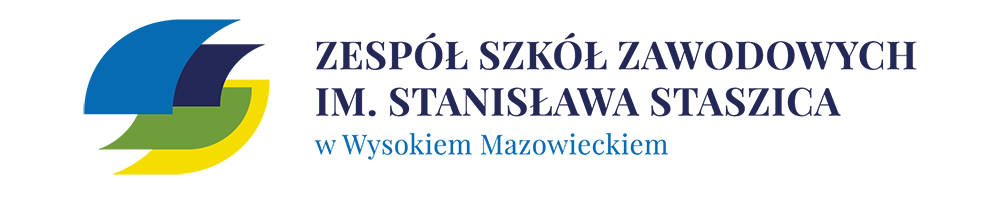 ZESPÓŁ SZKÓŁ ZAWODOWYCH
IM. STANISŁAWA STASZICA
w Wysokiem Mazowieckiem